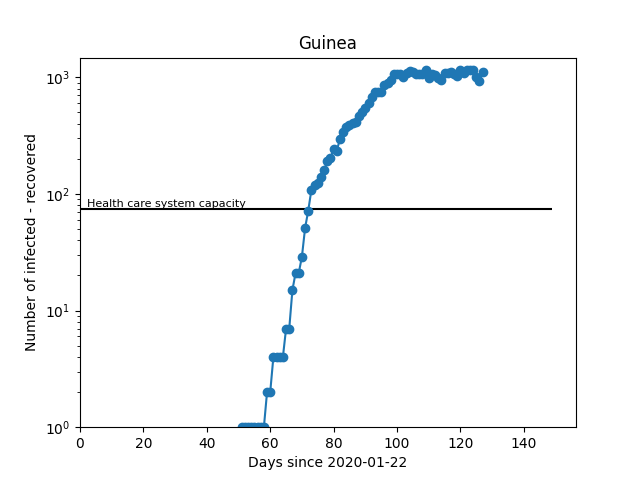 Guinea
Number of infected - recovered
10³
10²
10¹
10⁰
Health care system capacity
0 20 40 60 80 100 120 140
Days since 2020-01-22